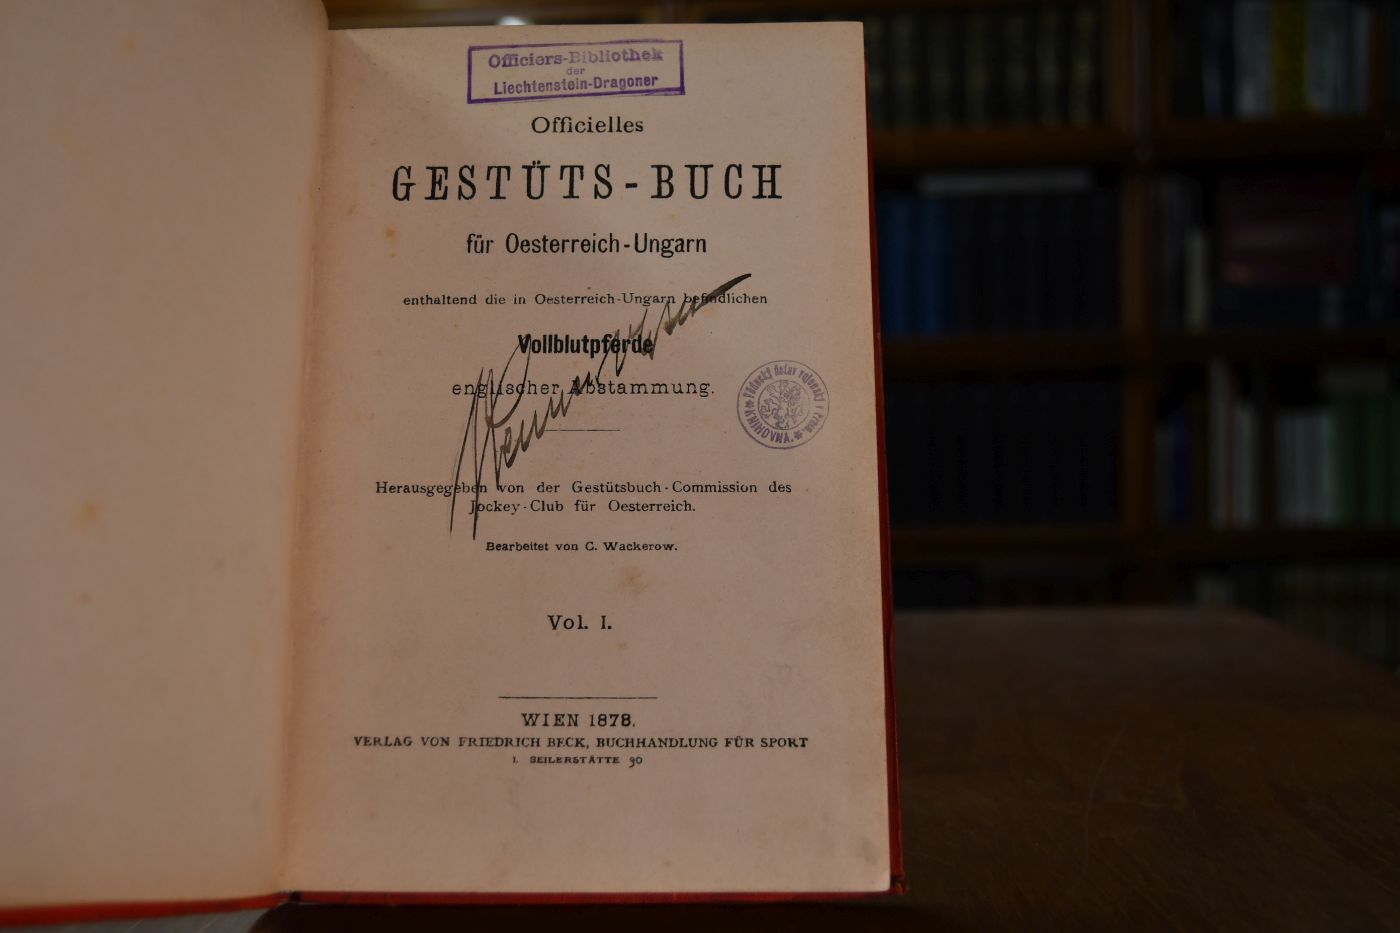 Officiers-Bibliothek
der
Liechtenstein-Dragoner
Officielles
GESTÜTS-BUCH
für Oesterreich-Ungarn
enthaltend die in Oesterreich-Ungarn befindlichen
Vollblutpferde
englischer Abstammung.
KNIHOVNA.
Herausgegeben von der Gestütsbuch-Commission des
Jockey-Club für Oesterreich.
Bearbeitet von C. Wackerow.
Vol. I.
WIEN 1878.
VERLAG VON FRIEDRICH BECK, BUCHHANDLUNG FÜR SPORT
I. SEILERSTÄTTE 30